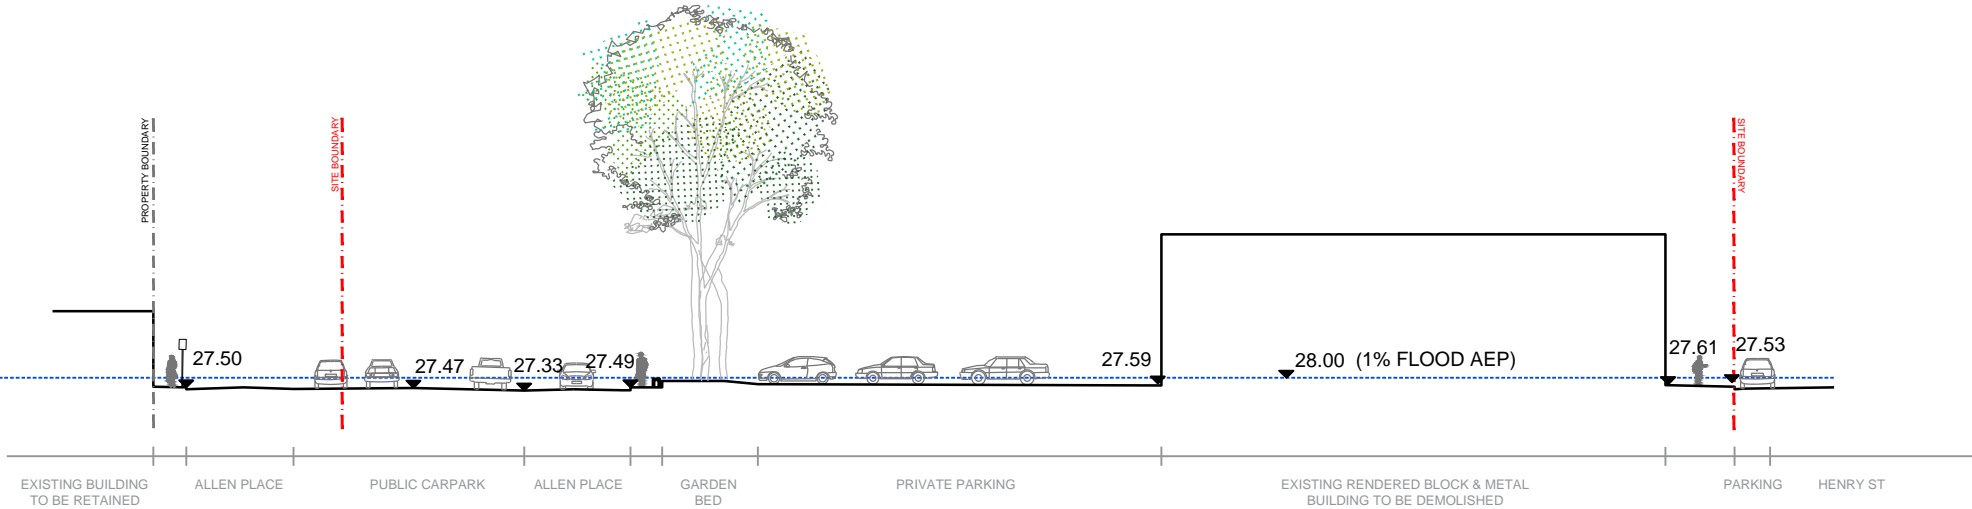 PROPERTY BOUNDARY
SITE BOUNDARY
SITE BOUNDARY
27.50
27.47
27.33
27.49
27.59
28.00 (1% FLOOD AEP)
27.61
27.53
EXISTING BUILDING
TO BE RETAINED
ALLEN PLACE
PUBLIC CARPARK
ALLEN PLACE
GARDEN
BED
PRIVATE PARKING
EXISTING RENDERED BLOCK & METAL
BUILDING TO BE DEMOLISHED
PARKING
HENRY ST